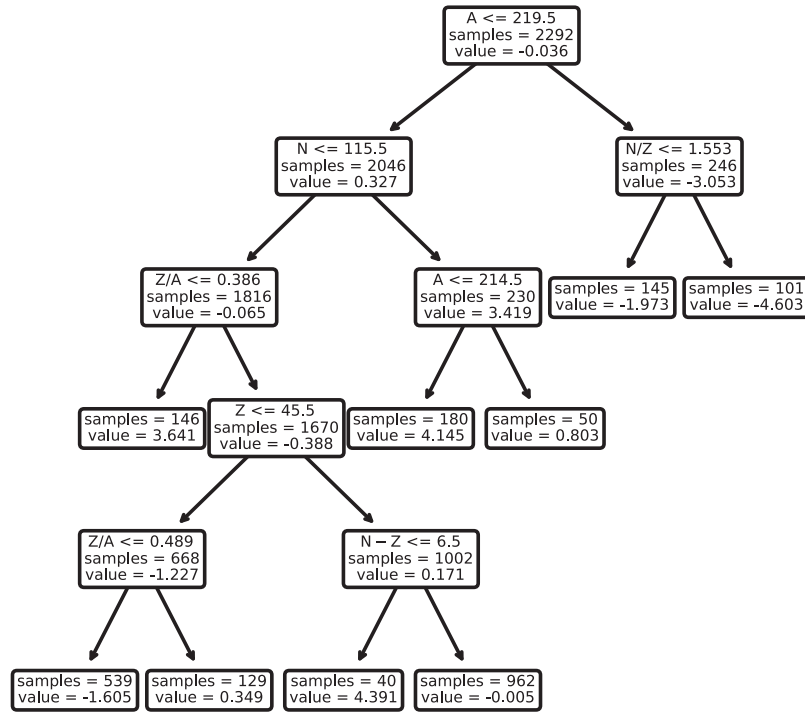 A <= 219.5
samples = 2292
value = -0.036
N <= 115.5
samples = 2046
value = 0.327
N/Z <= 1.553
samples = 246
value = -3.053
Z/A <= 0.386
samples = 1816
value = -0.065
A <= 214.5
samples = 230
value = 3.419
samples = 145
value = -1.973
samples = 101
value = -4.603
samples = 146
value = 3.641
Z <= 45.5
samples = 1670
value = -0.388
samples = 180
value = 4.145
samples = 50
value = 0.803
Z/A <= 0.489
samples = 668
value = -1.227
N − Z <= 6.5
samples = 1002
value = 0.171
samples = 539
value = -1.605
samples = 129
value = 0.349
samples = 40
value = 4.391
samples = 962
value = -0.005